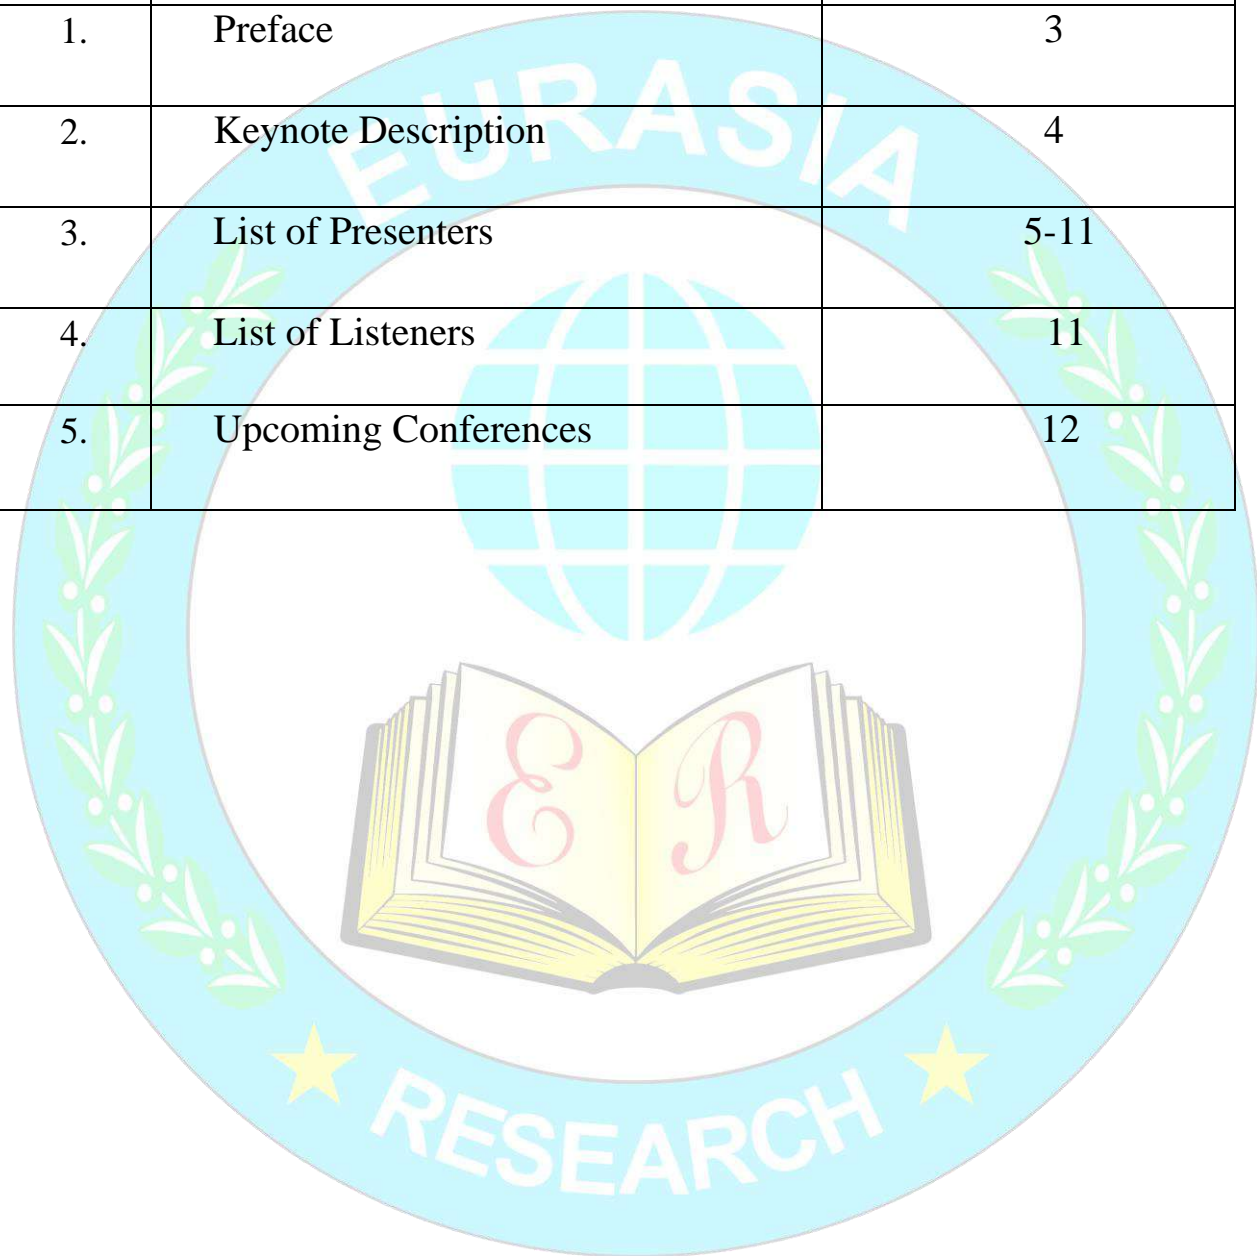 1. Preface 3
2. Keynote Description 4
3. List of Presenters 5-11
4. List of Listeners 11
5. Upcoming Conferences 12
EURASIA
E R
RESEARCH